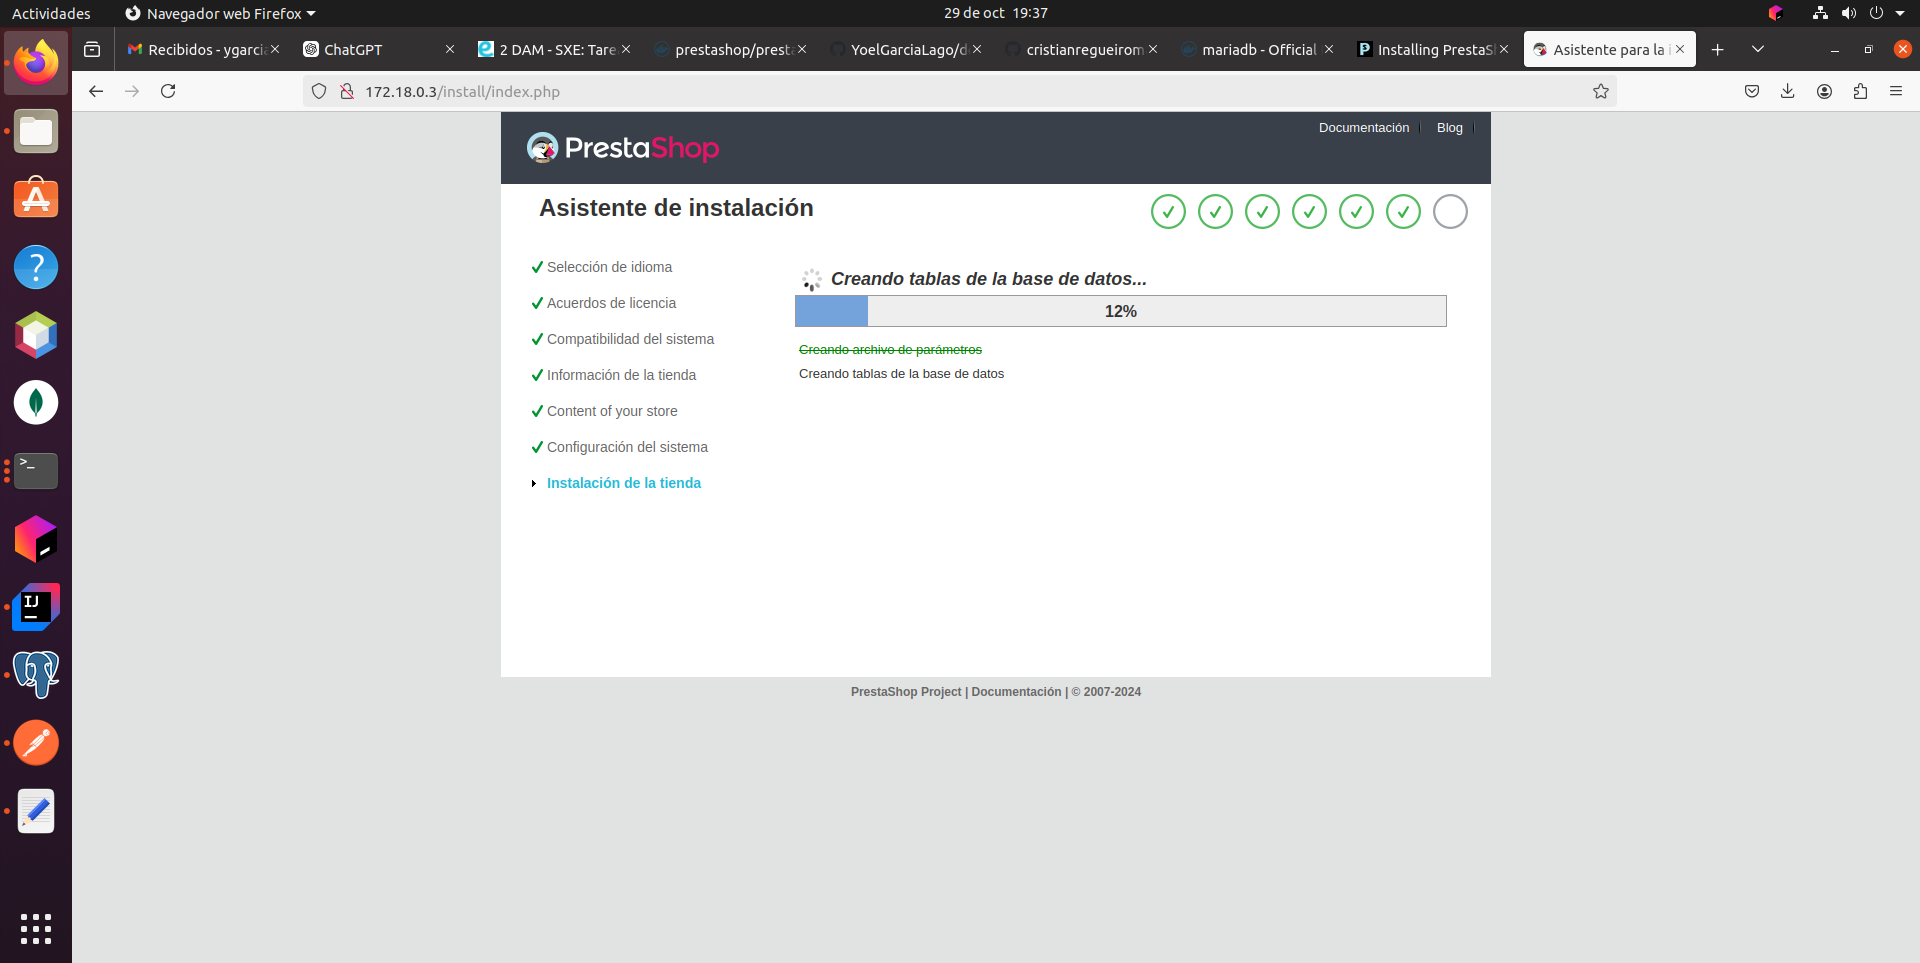 Actividades
Navegador web Firefox
29 de oct 19:37
Recibidos - ygarcia
ChatGPT
2 DAM - SXE: Tare
prestashop/presta
YoelGarciaLago/d
cristianregueirom
mariadb - Official
Installing PrestaS
Asistente para la i
172.18.0.3/install/index.php
PrestaShop
Documentación
Blog
Asistente de instalación
Selección de idioma
Acuerdos de licencia
Compatibilidad del sistema
Información de la tienda
Content of your store
Configuración del sistema
Instalación de la tienda
Creando tablas de la base de datos...
12%
Creando archivo de parámetros
Creando tablas de la base de datos
PrestaShop Project | Documentación | © 2007-2024
IJ